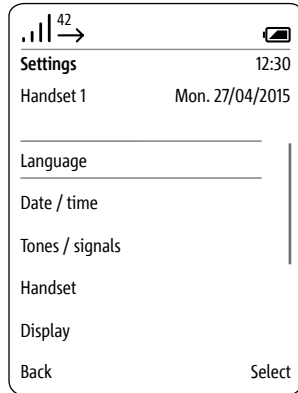 42
Settings 12:30
Handset 1 Mon. 27/04/2015
Language
Date / time
Tones / signals
Handset
Display
Back Select